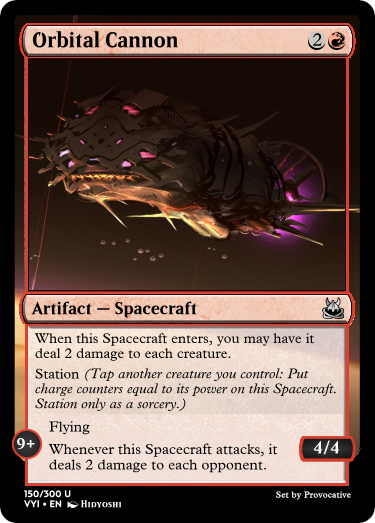 Orbital Cannon 2
Artifact — Spacecraft
When this Spacecraft enters, you may have it
deal 2 damage to each creature.
Station (Tap another creature you control: Put
charge counters equal to its power on this Spacecraft.
Station only as a sorcery.)
Flying
9+
Whenever this Spacecraft attacks, it
deals 2 damage to each opponent.
4/4
150/300 U
VYI • EN Hidyoshi
Set by Provocative